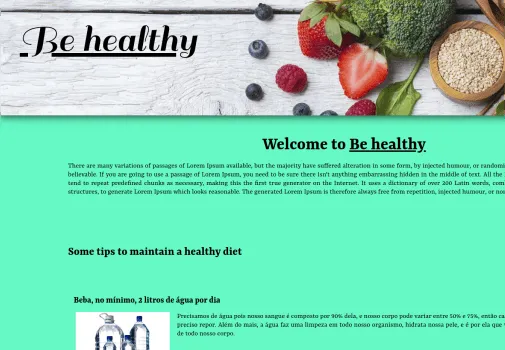 Be healthy
Welcome to Be healthy
There are many variations of passages of Lorem Ipsum available, but the majority have suffered alteration in some form, by injected humour, or
believable. If you are going to use a passage of Lorem Ipsum, you need to be sure there isn't anything embarrassing hidden in the middle of text. All the
tend to repeat predefined chunks as necessary, making this the first true generator on the Internet. It uses a dictionary of over 200 Latin words,
structures, to generate Lorem Ipsum which looks reasonable. The generated Lorem Ipsum is therefore always free from repetition, injected humour, or
Some tips to maintain a healthy diet
Beba, no mínimo, 2 litros de água por dia
Precisamos de água pois nosso sangue é composto por 90% dela, e nosso corpo pode variar entre 50% e 75%, então
preciso repor. Além do mais, a água faz uma limpeza em todo nosso organismo, hidrata nossa pele, e é por ela que
de todo nosso corpo.